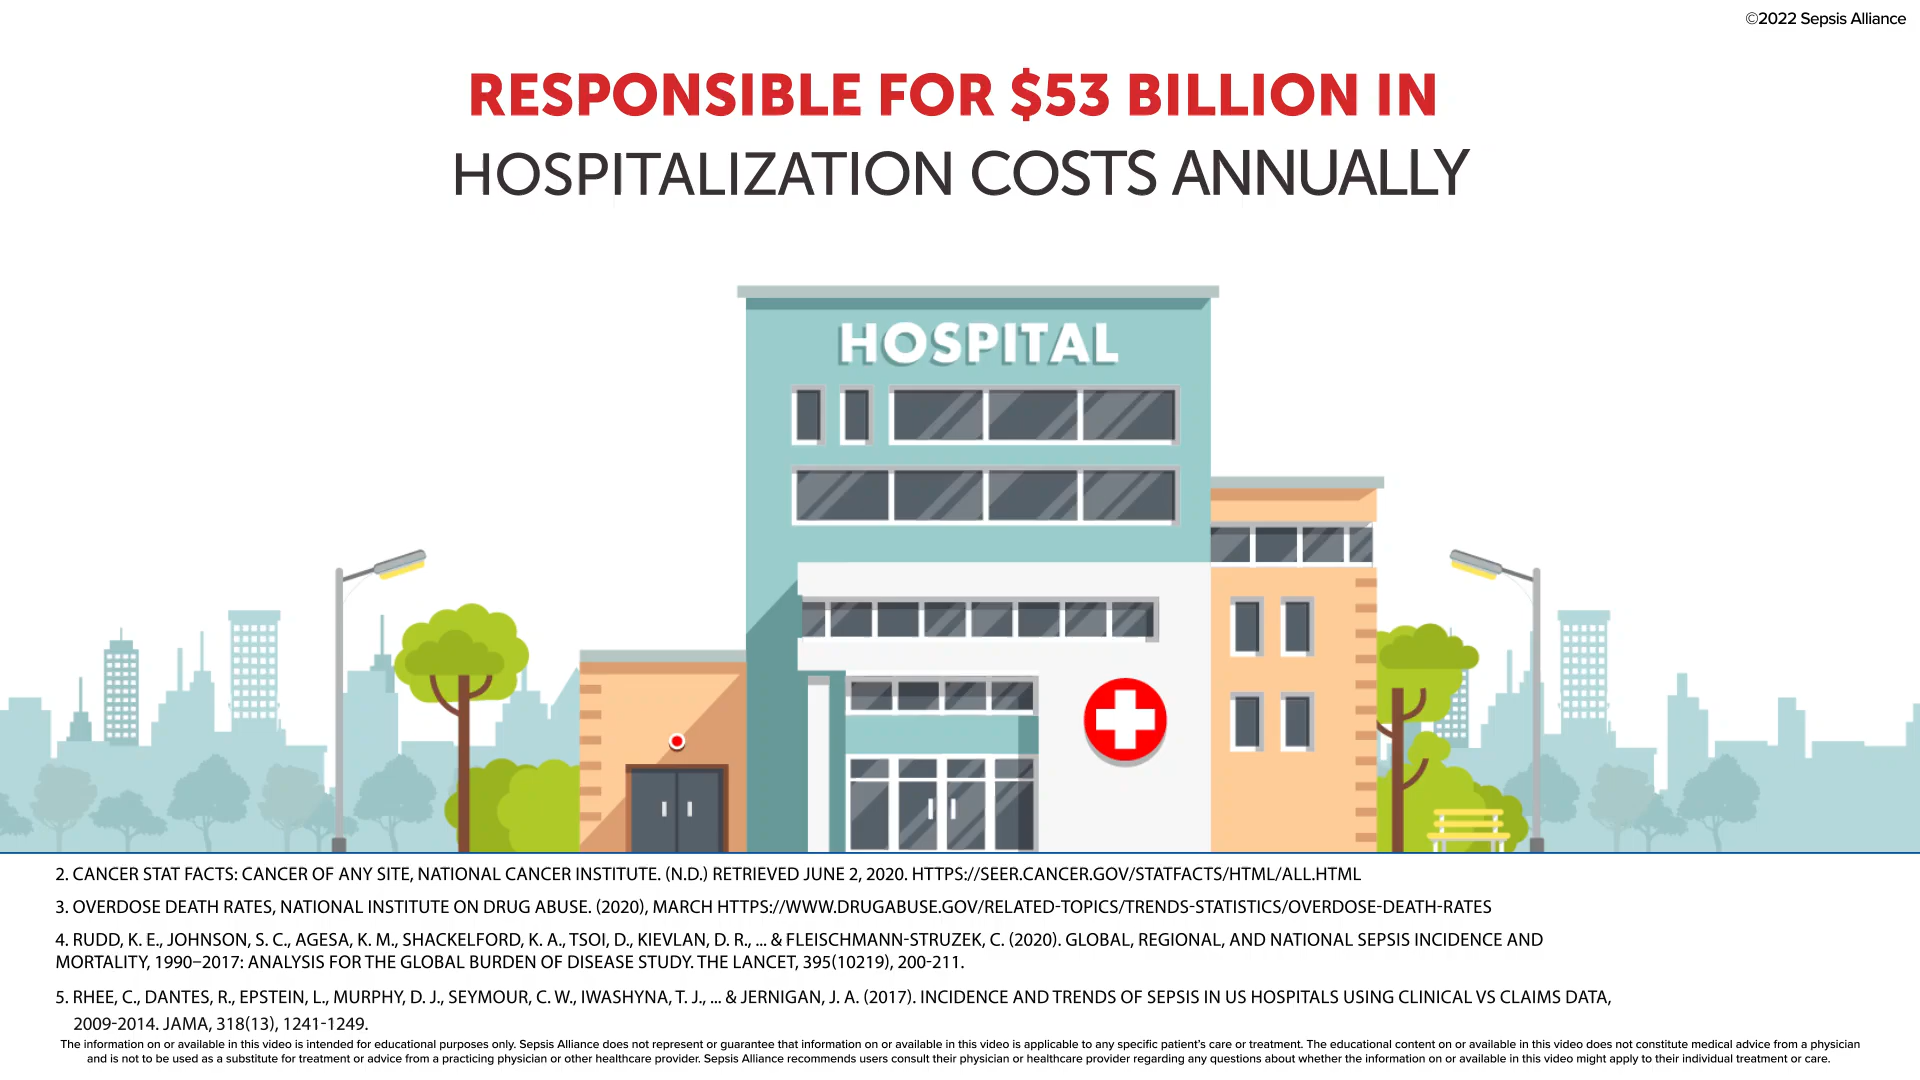 ©2022 Sepsis Alliance
RESPONSIBLE FOR $53 BILLION IN
HOSPITALIZATION COSTS ANNUALLY
HOSPITAL
2. CANCER STAT FACTS: CANCER OF ANY SITE, NATIONAL CANCER INSTITUTE. (N.D.) RETRIEVED JUNE 2, 2020. HTTPS://SEER.CANCER.GOV/STATFACTS/HTML/ALL.HTML
3. OVERDOSE DEATH RATES, NATIONAL INSTITUTE ON DRUG ABUSE. (2020), MARCH HTTPS://WWW.DRUGABUSE.GOV/RELATED-TOPICS/TRENDS-STATISTICS/OVERDOSE-DEATH-RATES
4. RUDD, K. E., JOHNSON, S. C., AGESA, K. M., SHACKELFORD, K. A., TSOI, D., KIEVLAN, D. R., ... & FLEISCHMANN-STRUZEK, C. (2020). GLOBAL, REGIONAL, AND NATIONAL SEPSIS INCIDENCE AND
MORTALITY, 1990–2017: ANALYSIS FOR THE GLOBAL BURDEN OF DISEASE STUDY. THE LANCET, 395(10219), 200-211.
5. RHEE, C., DANTES, R., EPSTEIN, L., MURPHY, D. J., SEYMOUR, C. W., IWASHYNA, T. J., ... & JERNIGAN, J. A. (2017). INCIDENCE AND TRENDS OF SEPSIS IN US HOSPITALS USING CLINICAL VS CLAIMS DATA,
2009-2014. JAMA, 318(13), 1241-1249.
The information on or available in this video is intended for educational purposes only. Sepsis Alliance does not represent or guarantee that information on or available in this video is applicable to any specific patient's care or treatment. The educational content on or available in this video does not constitute medical advice from a physician
and is not to be used as a substitute for treatment or advice from a practicing physician or other healthcare provider. Sepsis Alliance recommends users consult their physician or healthcare provider regarding any questions about whether the information on or available in this video might apply to their individual treatment or care.